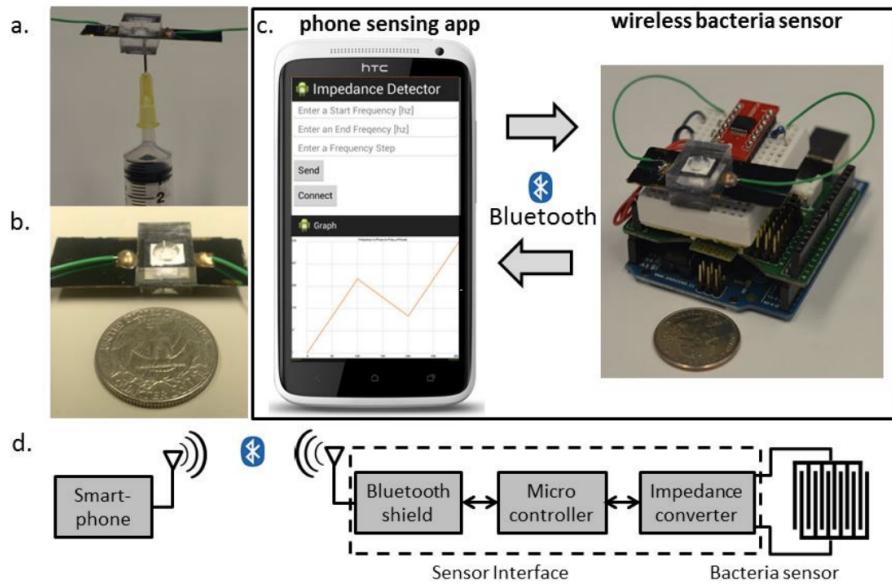 a.
c.
phone sensing app
wireless bacteria sensor
htc
Impedance Detector
Enter a Start Frequency [hz]
Enter an End Freqency [hz]
Enter a Frequency Step
Send
Connect
Graph
Bluetooth
2
b.
d.
Smart-
phone
Bluetooth
shield
Micro
controller
Impedance
converter
Sensor Interface
Bacteria sensor